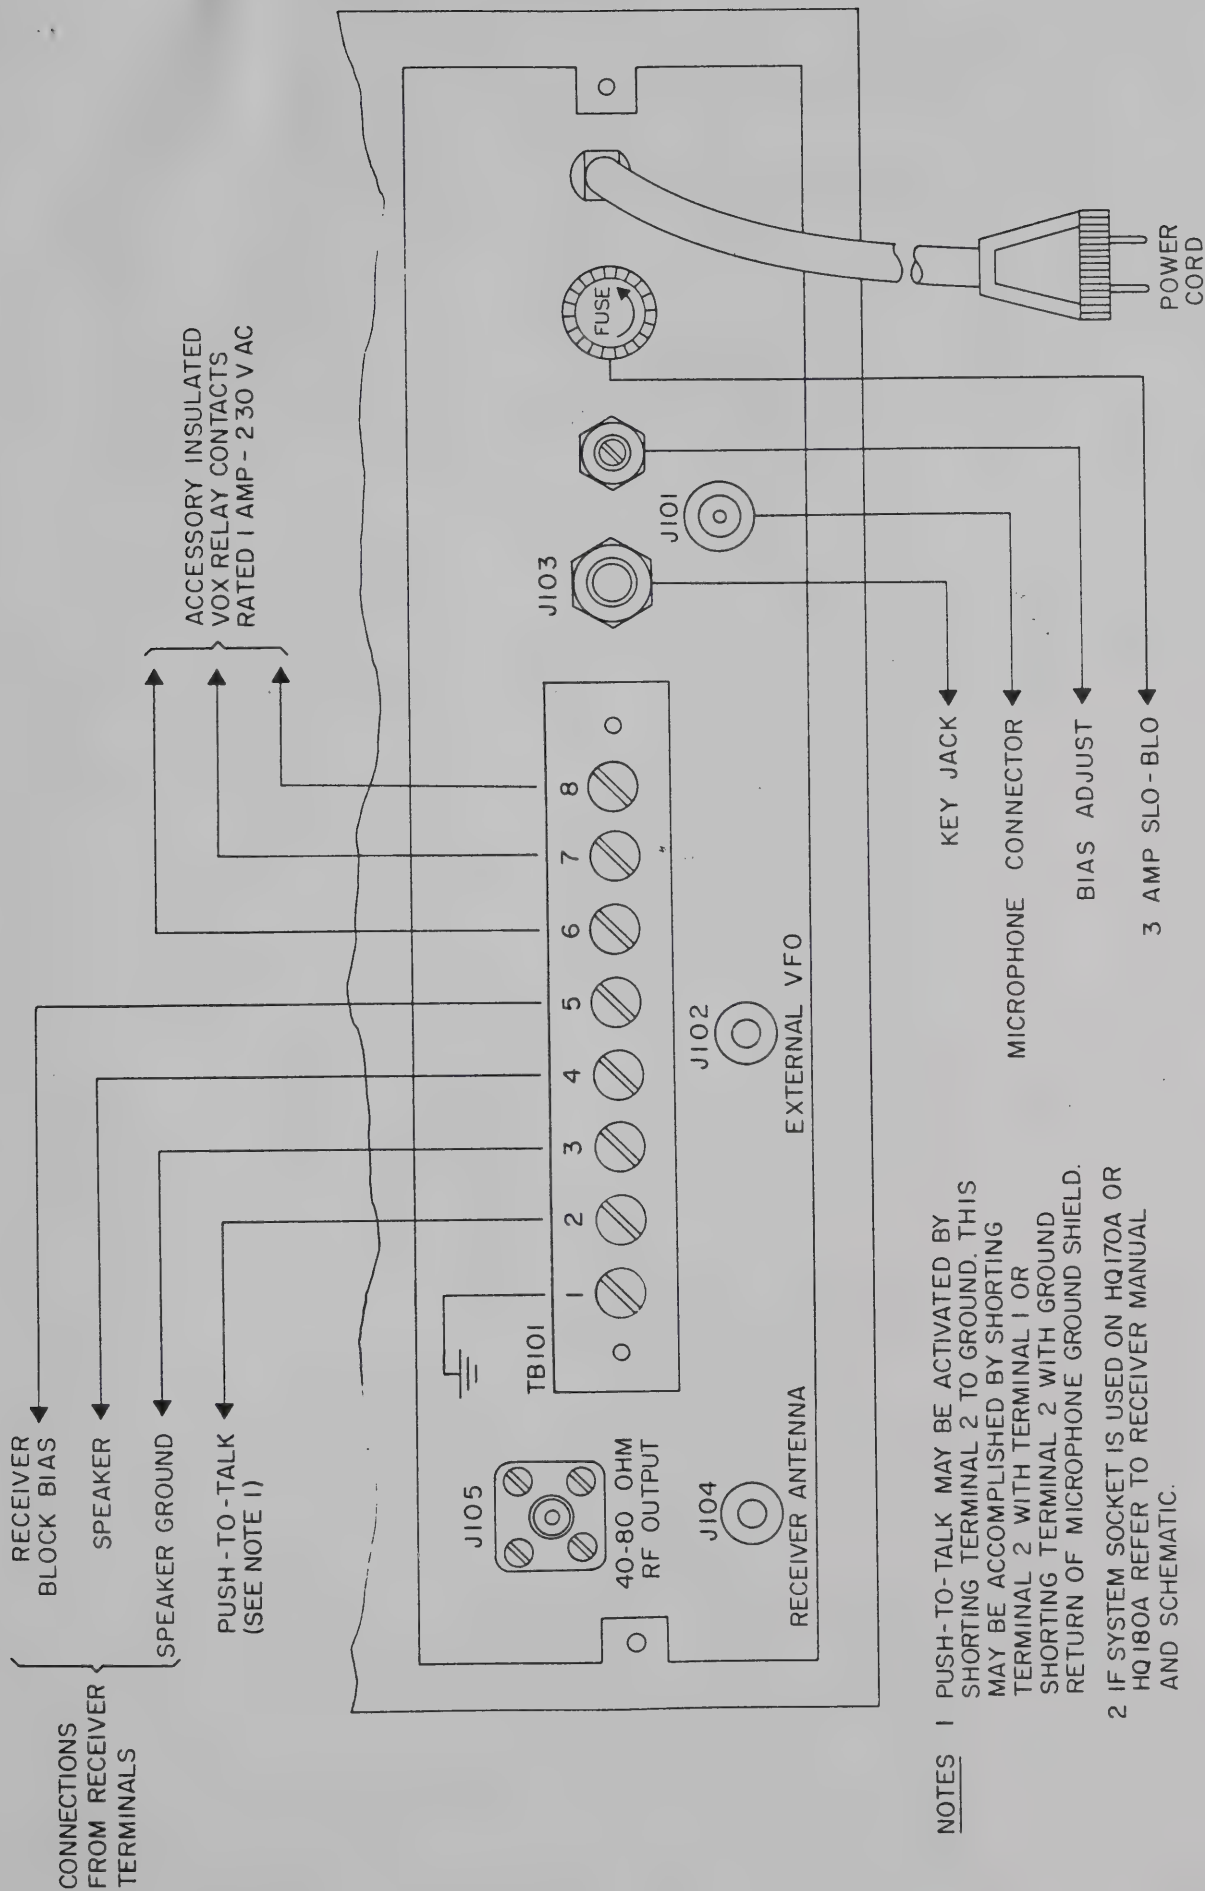 CONNECTIONS
FROM RECEIVER
TERMINALS
RECEIVER
BLOCK BIAS
SPEAKER
SPEAKER GROUND
PUSH-TO-TALK
(SEE NOTE 1)
ACCESSORY INSULATED
VOX RELAY CONTACTS
RATED 1 AMP-230 V AC
J105
40-80 OHM
RF OUTPUT
TB101
1 2 3 4 5 6 7 8
J103
J101
FUSE
J104
RECEIVER ANTENNA
J102
EXTERNAL VFO
POWER
CORD
KEY JACK
MICROPHONE CONNECTOR
BIAS ADJUST
3 AMP SLO-BLO
NOTES 1 PUSH-TO-TALK MAY BE ACTIVATED BY
SHORTING TERMINAL 2 TO GROUND. THIS
MAY BE ACCOMPLISHED BY SHORTING
TERMINAL 2 WITH TERMINAL 1 OR
SHORTING TERMINAL 2 WITH GROUND
RETURN OF MICROPHONE GROUND SHIELD.
2 IF SYSTEM SOCKET IS USED ON HQ170A OR
HQ180A REFER TO RECEIVER MANUAL
AND SCHEMATIC.